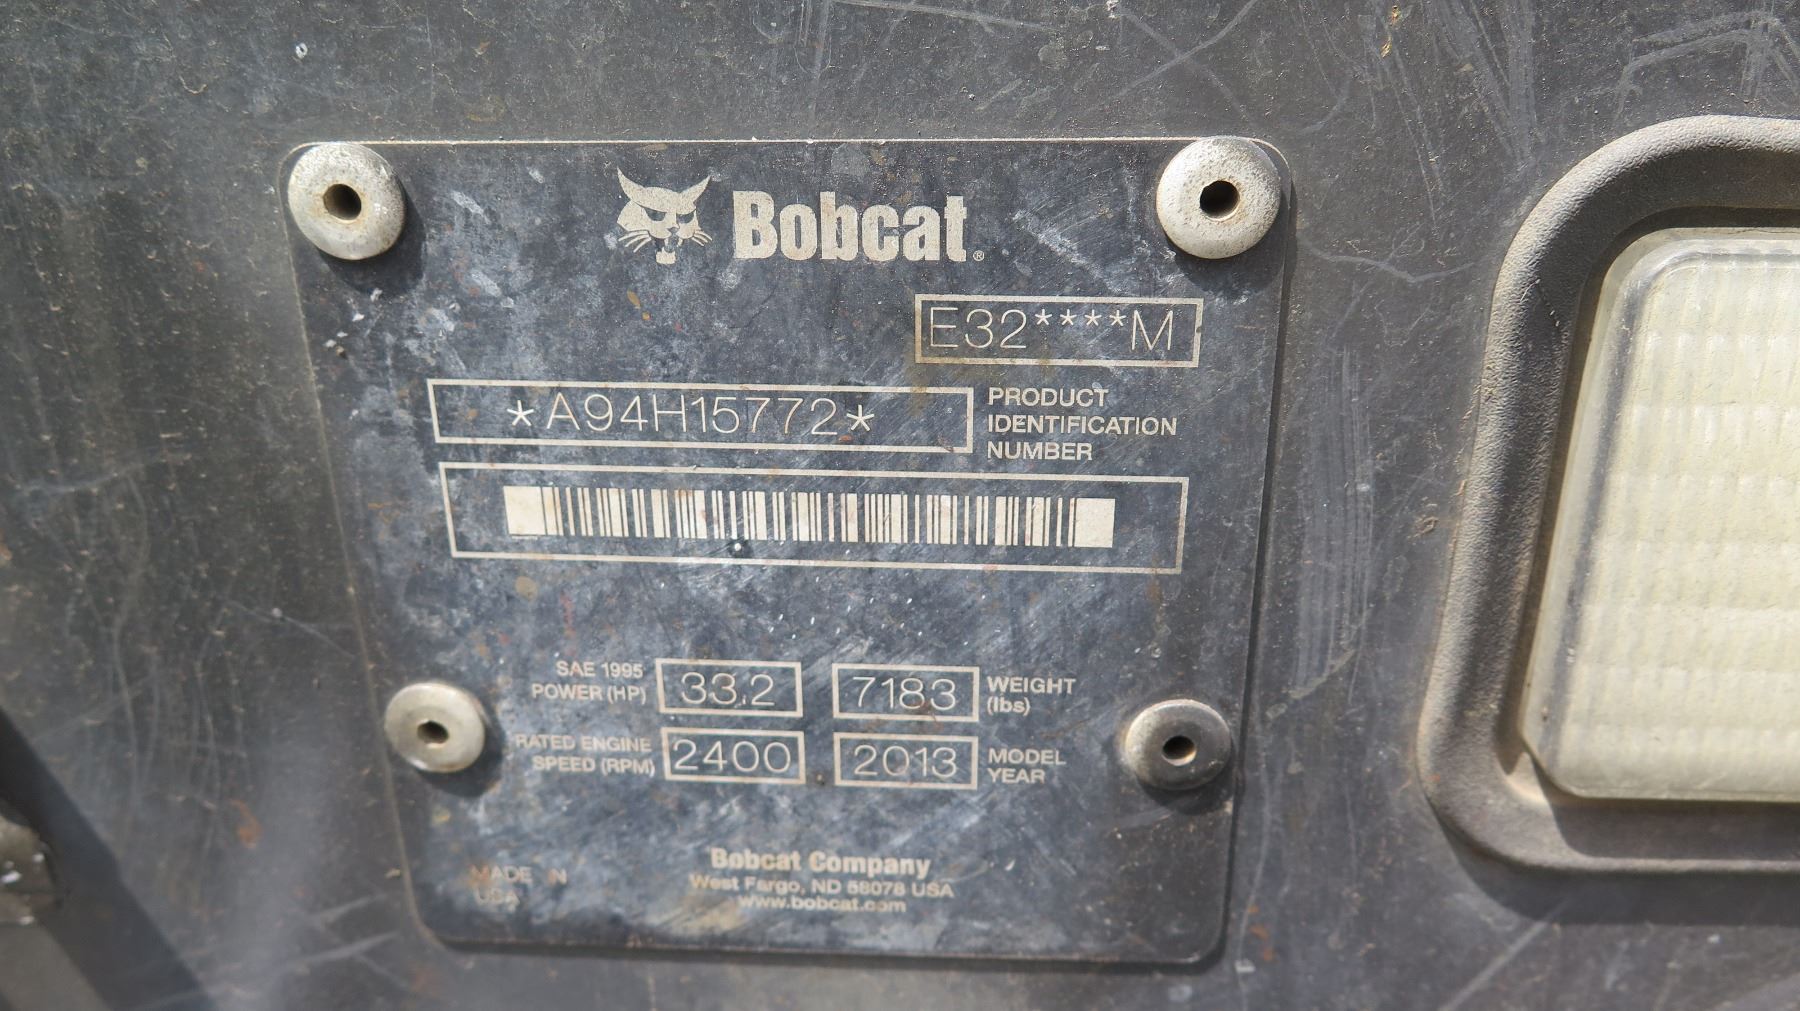 Bobcat®
E32****M
*A94H15772*
PRODUCT
IDENTIFICATION
NUMBER
SAE 1995
POWER (HP)
33.2
7183
WEIGHT
(lbs)
RATED ENGINE
SPEED (RPM)
2400
2013
MODEL
YEAR
MADE IN
USA
Bobcat Company
West Fargo, ND 58078 USA
www.bobcat.com